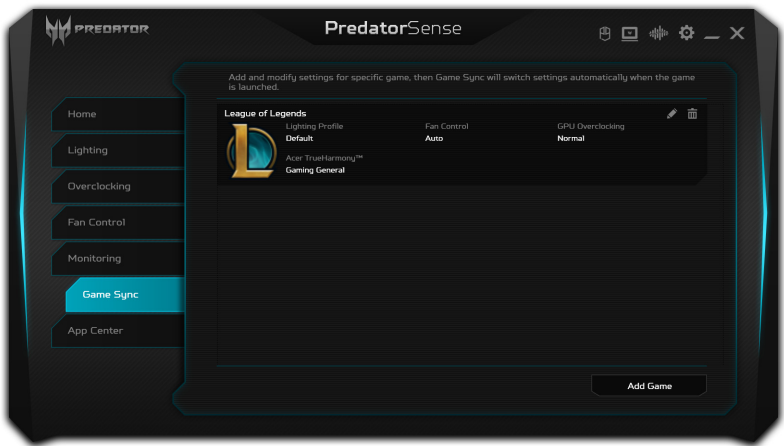 PREDATOR
PredatorSense
Add and modify settings for specific game, then Game Sync will switch settings automatically when the game
is launched.
Home
Lighting
Overclocking
Fan Control
Monitoring
Game Sync
App Center
League of Legends
Lighting Profile
Default
Fan Control
Auto
GPU Overclocking
Normal
Acer TrueHarmony™
Gaming General
Add Game